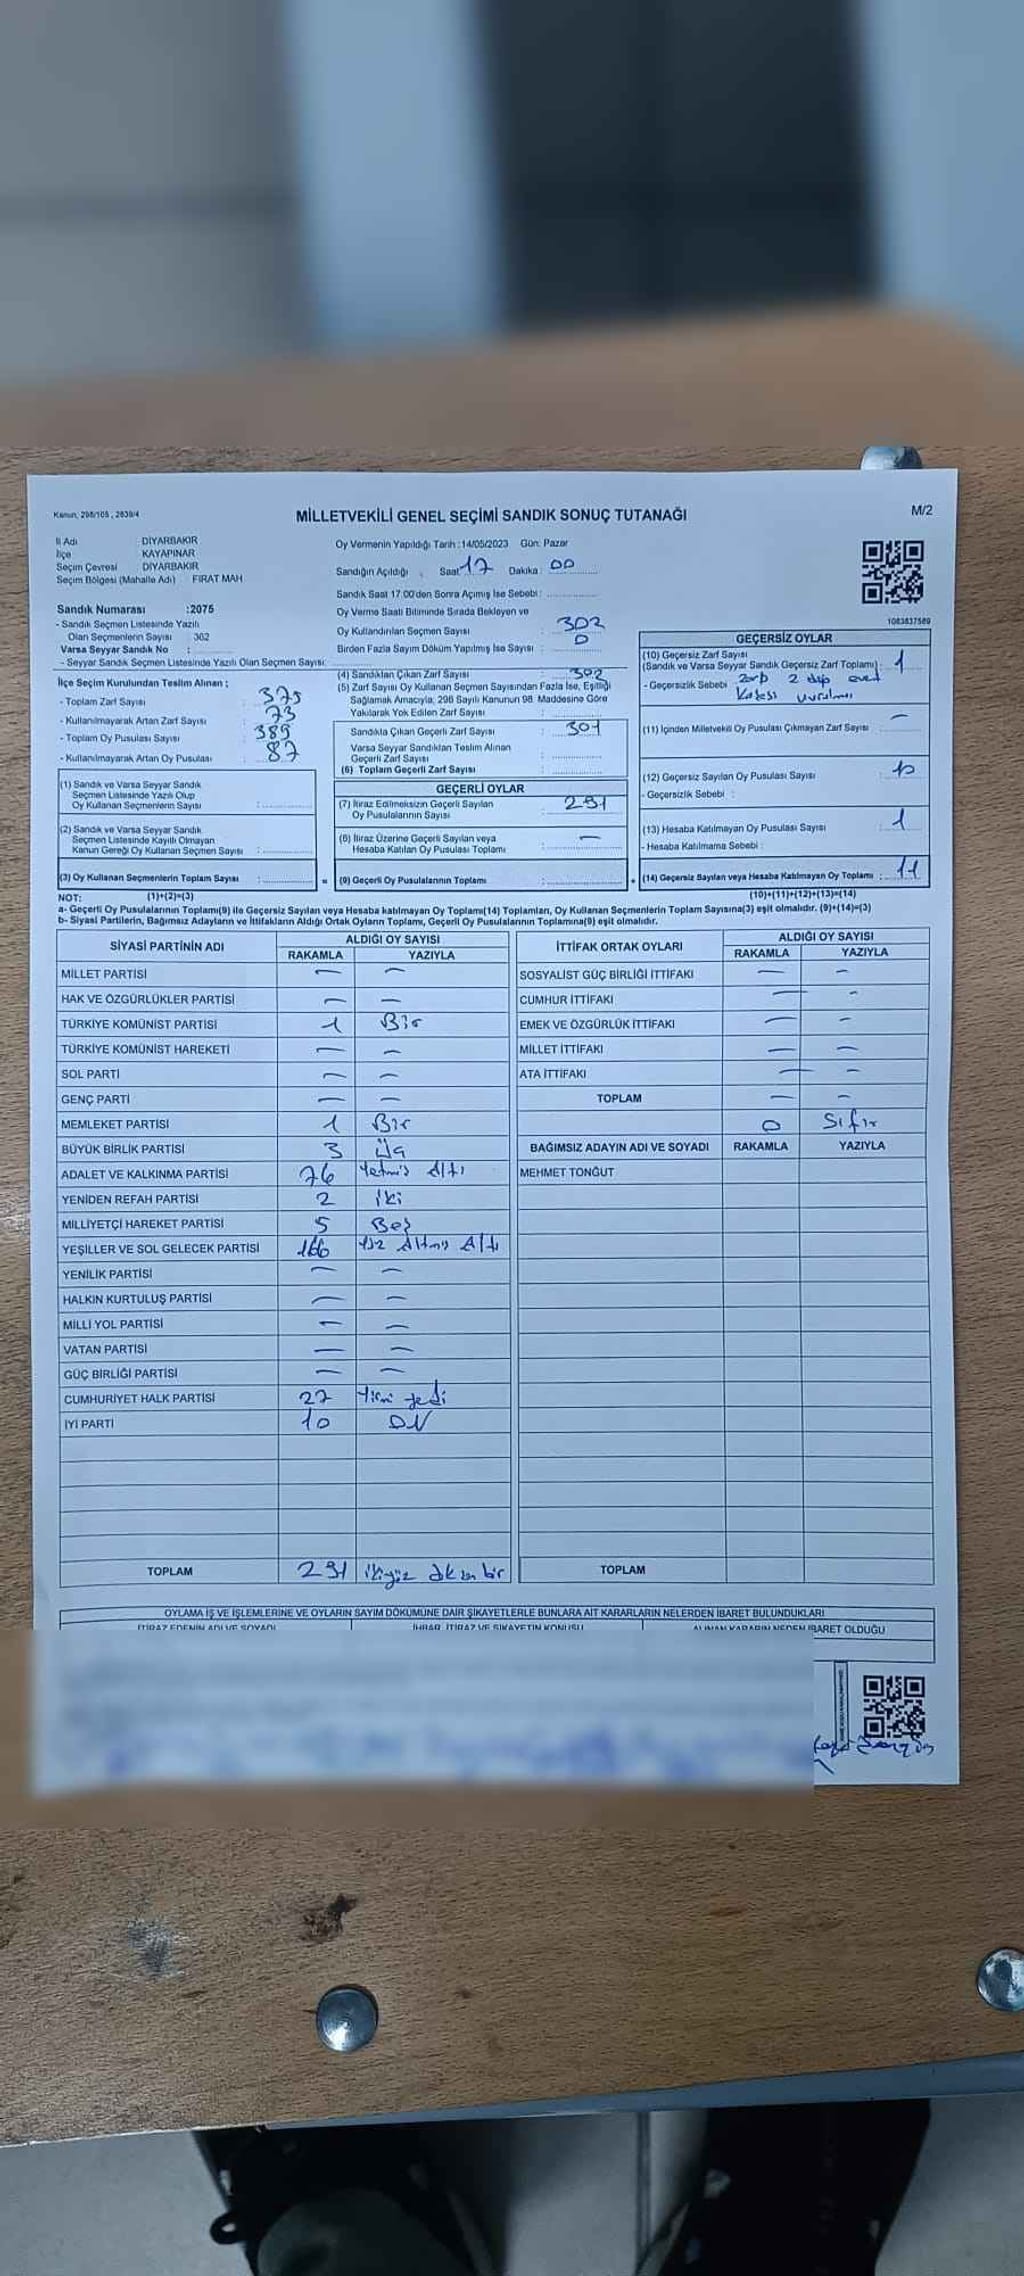 Kanun, 298/105 , 2839/4
MİLLETVEKİLİ GENEL SEÇİMİ SANDIK SONUÇ TUTANAĞI
M/2
İl Adı DİYARBAKIR
İlçe KAYAPINAR
Seçim Çevresi DİYARBAKIR
Seçim Bölgesi (Mahalle Adı) FIRAT MAH
Sandık Numarası :2075
- Sandık Seçmen Listesinde Yazılı
Olan Seçmenlerin Sayısı : 362
Varsa Seyyar Sandık No :
- Seyyar Sandık Seçmen Listesinde Yazılı Olan Seçmen Sayısı:
Oy Vermenin Yapıldığı Tarih :14/05/2023 Gün: Pazar
Sandığın Açıldığı : Saat 17 Dakika : 00
Sandık Saat 17:00'den Sonra Açımış İse Sebebi :
Oy Verme Saati Bitiminde Sırada Bekleyen ve
Oy Kullandırılan Seçmen Sayısı : 302
Birden Fazla Sayım Döküm Yapılmış İse Sayısı : 0
1083837589
İlçe Seçim Kurulundan Teslim Alınan ;
- Toplam Zarf Sayısı : 375
- Kullanılmayarak Artan Zarf Sayısı : 73
- Toplam Oy Pusulası Sayısı : 389
- Kullanılmayarak Artan Oy Pusulası : 87
(4) Sandıktan Çıkan Zarf Sayısı : 302
(5) Zarf Sayısı Oy Kullanan Seçmen Sayısından Fazla İse, Eşitliği
Sağlamak Amacıyla; 298 Sayılı Kanunun 98. Maddesine Göre
Yakılarak Yok Edilen Zarf Sayısı :
Sandıkta Çıkan Geçerli Zarf Sayısı : 301
Varsa Seyyar Sandıktan Teslim Alınan
Geçerli Zarf Sayısı :
(6) Toplam Geçerli Zarf Sayısı :
GEÇERSİZ OYLAR
(10) Geçersiz Zarf Sayısı
(Sandık ve Varsa Seyyar Sandık Geçersiz Zarf Toplamı) : 1
- Geçersizlik Sebebi : 2
(11) İçinden Milletvekili Oy Pusulası Çıkmayan Zarf Sayısı : —
(12) Geçersiz Sayılan Oy Pusulası Sayısı :
- Geçersizlik Sebebi :
(13) Hesaba Katılmayan Oy Pusulası Sayısı : 1
- Hesaba Katılmama Sebebi :
(14) Geçersiz Sayılan veya Hesaba Katılmayan Oy Toplamı : 11
(10)+(11)+(12)+(13)=(14)
(1) Sandık ve Varsa Seyyar Sandık
Seçmen Listesinde Yazılı Olup
Oy Kullanan Seçmenlerin Sayısı :
(2) Sandık ve Varsa Seyyar Sandık
Seçmen Listesinde Kayıtlı Olmayan
Kanun Gereği Oy Kullanan Seçmen Sayısı :
(3) Oy Kullanan Seçmenlerin Toplam Sayısı :
GEÇERLİ OYLAR
(7) İtiraz Edilmeksizin Geçerli Sayılan
Oy Pusulalarının Sayısı : 291
(8) İtiraz Üzerine Geçerli Sayılan veya
Hesaba Katılan Oy Pusulası Toplamı : —
= (9) Geçerli Oy Pusulalarının Toplamı :
+
NOT: (1)+(2)=(3)
a- Geçerli Oy Pusulalarının Toplamı(9) ile Geçersiz Sayılan veya Hesaba katılmayan Oy Toplamı(14) Toplamları, Oy Kullanan Seçmenlerin Toplam Sayısına(3) eşit olmalıdır. (9)+(14)=(3)
b- Siyasi Partilerin, Bağımsız Adayların ve İttifakların Aldığı Ortak Oyların Toplamı, Geçerli Oy Pusulalarının Toplamına(9) eşit olmalıdır.
SİYASİ PARTİNİN ADI ALDIĞI OY SAYISI
RAKAMLA YAZIYLA
MİLLET PARTİSİ — —
HAK VE ÖZGÜRLÜKLER PARTİSİ — —
TÜRKİYE KOMÜNİST PARTİSİ 1 Bir
TÜRKİYE KOMÜNİST HAREKETİ — —
SOL PARTİ — —
GENÇ PARTİ — —
MEMLEKET PARTİSİ 1 Bir
BÜYÜK BİRLİK PARTİSİ 3 Üç
ADALET VE KALKINMA PARTİSİ 76 Yetmiş Altı
YENİDEN REFAH PARTİSİ 2 iki
MİLLİYETÇİ HAREKET PARTİSİ 5 Beş
YEŞİLLER VE SOL GELECEK PARTİSİ 166 Yüz Altmış Altı
YENİLİK PARTİSİ — —
HALKIN KURTULUŞ PARTİSİ — —
MİLLİ YOL PARTİSİ — —
VATAN PARTİSİ — —
GÜÇ BİRLİĞİ PARTİSİ — —
CUMHURİYET HALK PARTİSİ 27 Yirmi yedi
İYİ PARTİ 10 ON
TOPLAM 291 ikiyüz doksan bir
İTTİFAK ORTAK OYLARI ALDIĞI OY SAYISI
RAKAMLA YAZIYLA
SOSYALİST GÜÇ BİRLİĞİ İTTİFAKI — —
CUMHUR İTTİFAKI — —
EMEK VE ÖZGÜRLÜK İTTİFAKI — —
MİLLET İTTİFAKI — —
ATA İTTİFAKI — —
TOPLAM — —
0 Sıfır
BAĞIMSIZ ADAYIN ADI VE SOYADI RAKAMLA YAZIYLA
MEHMET TONĞUT
TOPLAM
OYLAMA İŞ VE İŞLEMLERİNE VE OYLARIN SAYIM DÖKÜMÜNE DAİR ŞİKAYETLERLE BUNLARA AİT KARARLARIN NELERDEN İBARET BULUNDUKLARI
İTİRAZ EDENİN ADI VE SOYADI İHBAR, İTİRAZ VE ŞİKAYETİN KONUSU ALINAN KARARIN NEDEN İBARET OLDUĞU